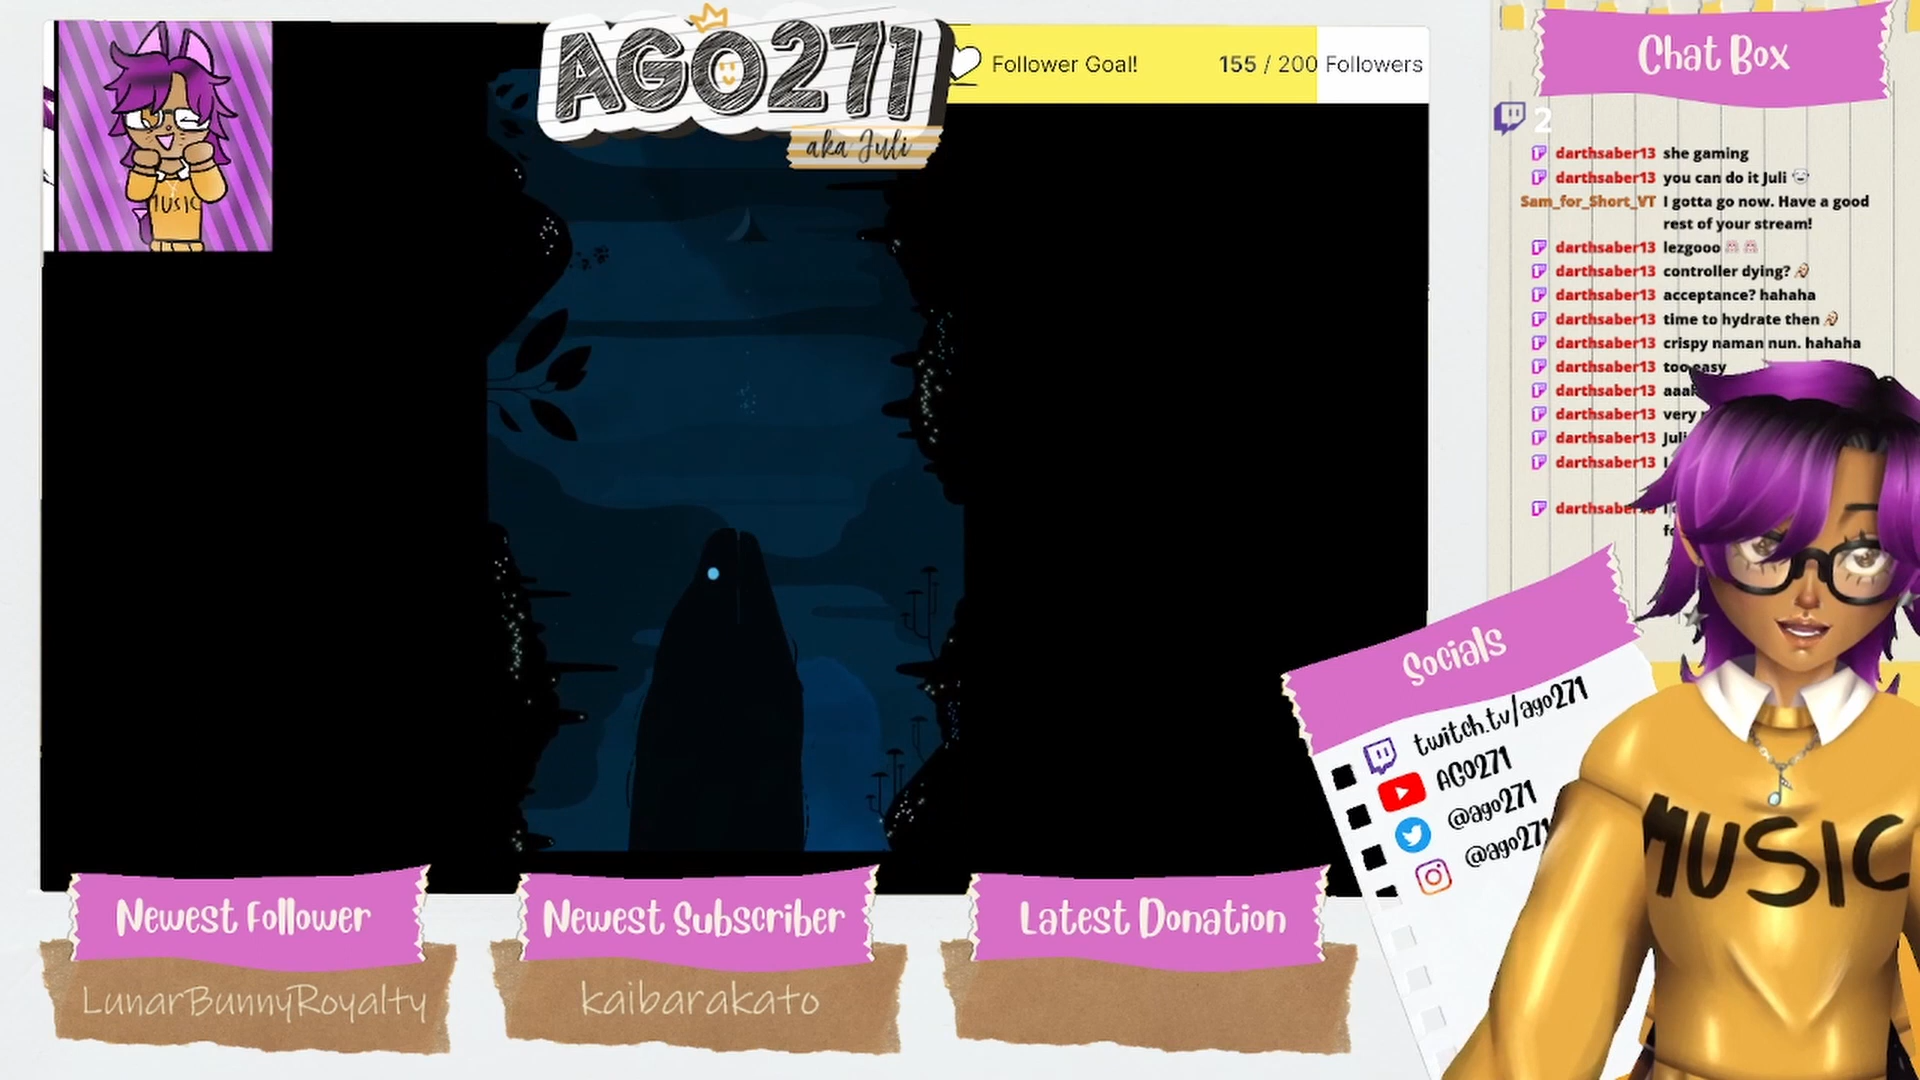 AGO271
aka Juli
Follower Goal! 155 / 200 Followers
MUSIC
Chat Box
2
darthsaber13 she gaming
darthsaber13 you can do it Juli
Sam_for_Short_VT I gotta go now. Have a good
rest of your stream!
darthsaber13 lezgooo
darthsaber13 controller dying?
darthsaber13 acceptance? hahaha
darthsaber13 time to hydrate then
darthsaber13 crispy naman nun. hahaha
darthsaber13 too easy
darthsaber13
darthsaber13 very
darthsaber13
darthsaber13
Socials
twitch.tv/ago271
AGO271
@ago271
@ago271
MUSIC
Newest Follower
LunarBunnyRoyalty
Newest Subscriber
kaibarakato
Latest Donation